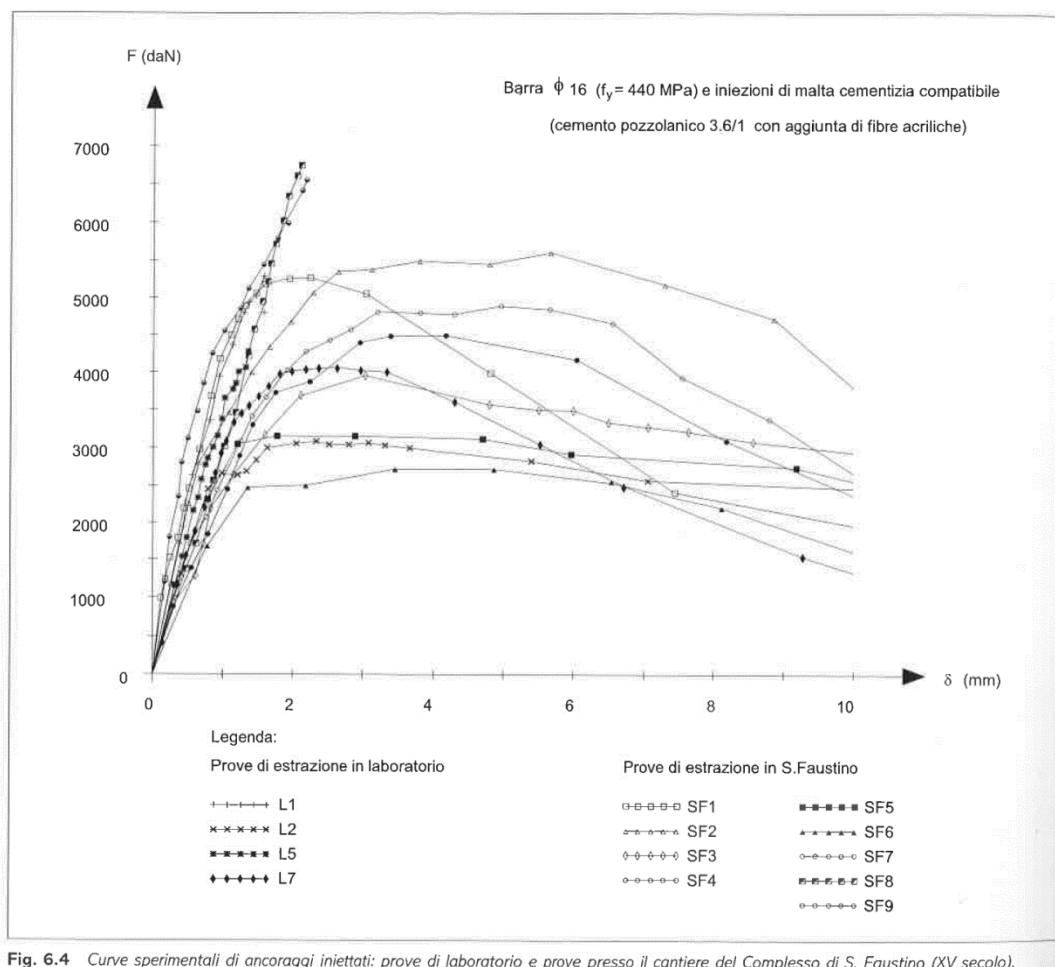 F (daN)
Barra ϕ 16 (fy = 440 MPa) e iniezioni di malta cementizia compatibile
(cemento pozzolanico 3.6/1 con aggiunta di fibre acriliche)
7000
6000
5000
4000
3000
2000
1000
0
δ (mm)
0 2 4 6 8 10
Legenda:
Prove di estrazione in laboratorio
L1
L2
L5
L7
Prove di estrazione in S.Faustino
SF1
SF2
SF3
SF4
SF5
SF6
SF7
SF8
SF9
Fig. 6.4 Curve sperimentali di ancoraggi iniettati: prove di laboratorio e prove presso il cantiere del Complesso di S. Faustino (XV secolo).